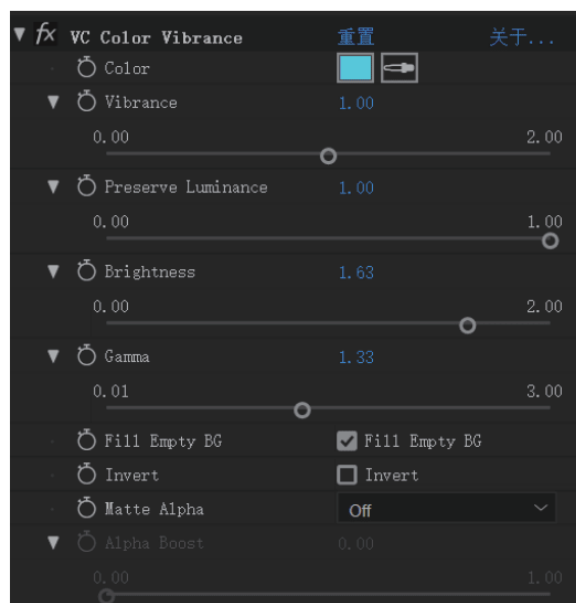 fx VC Color Vibrance 重置 关于...
Color
Vibrance 1.00
0.00 2.00
Preserve Luminance 1.00
0.00 1.00
Brightness 1.63
0.00 2.00
Gamma 1.33
0.01 3.00
Fill Empty BG Fill Empty BG
Invert Invert
Matte Alpha Off
Alpha Boost 0.00
0.00 1.00